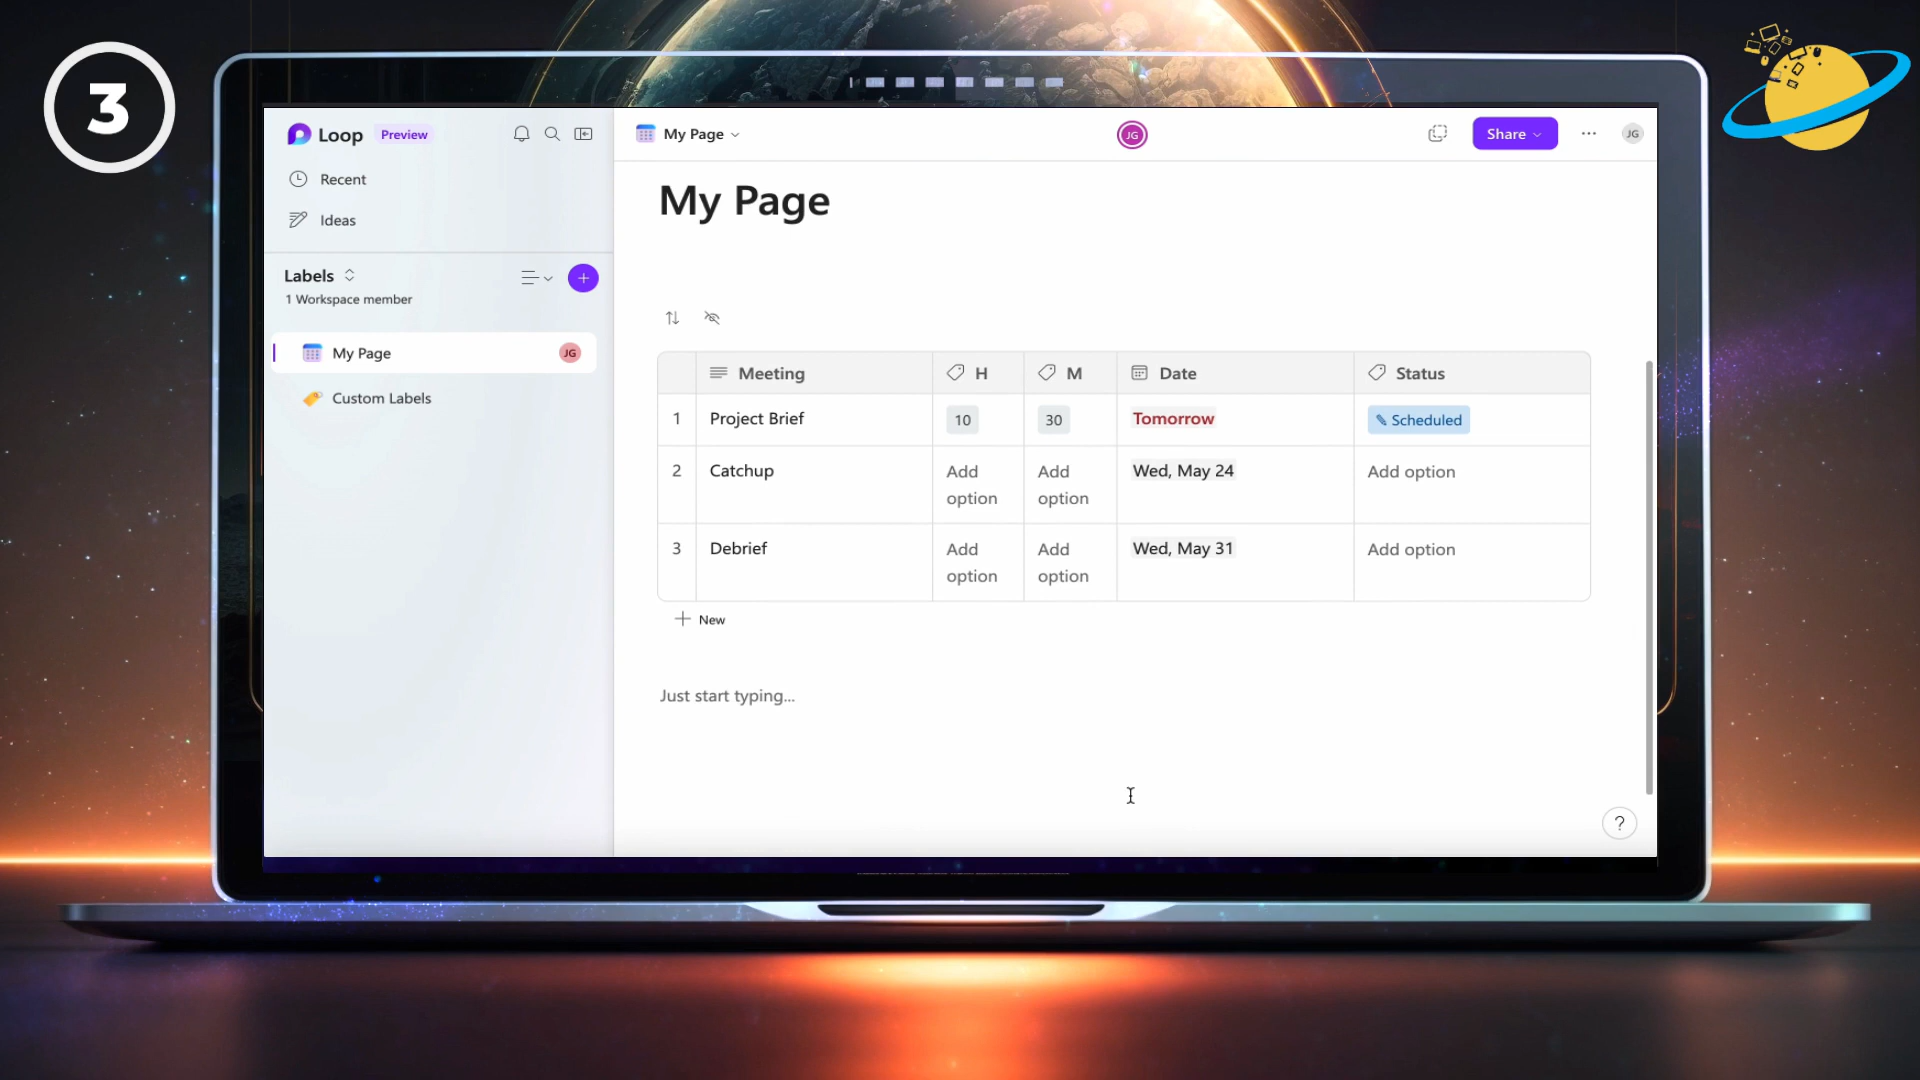 3
Loop Preview
Recent
Ideas
Labels
1 Workspace member
My Page JG
Custom Labels
My Page JG Share JG
My Page
Meeting H M Date Status
1 Project Brief 10 30 Tomorrow Scheduled
2 Catchup Add option Add option Wed, May 24 Add option
3 Debrief Add option Add option Wed, May 31 Add option
New
Just start typing...
?